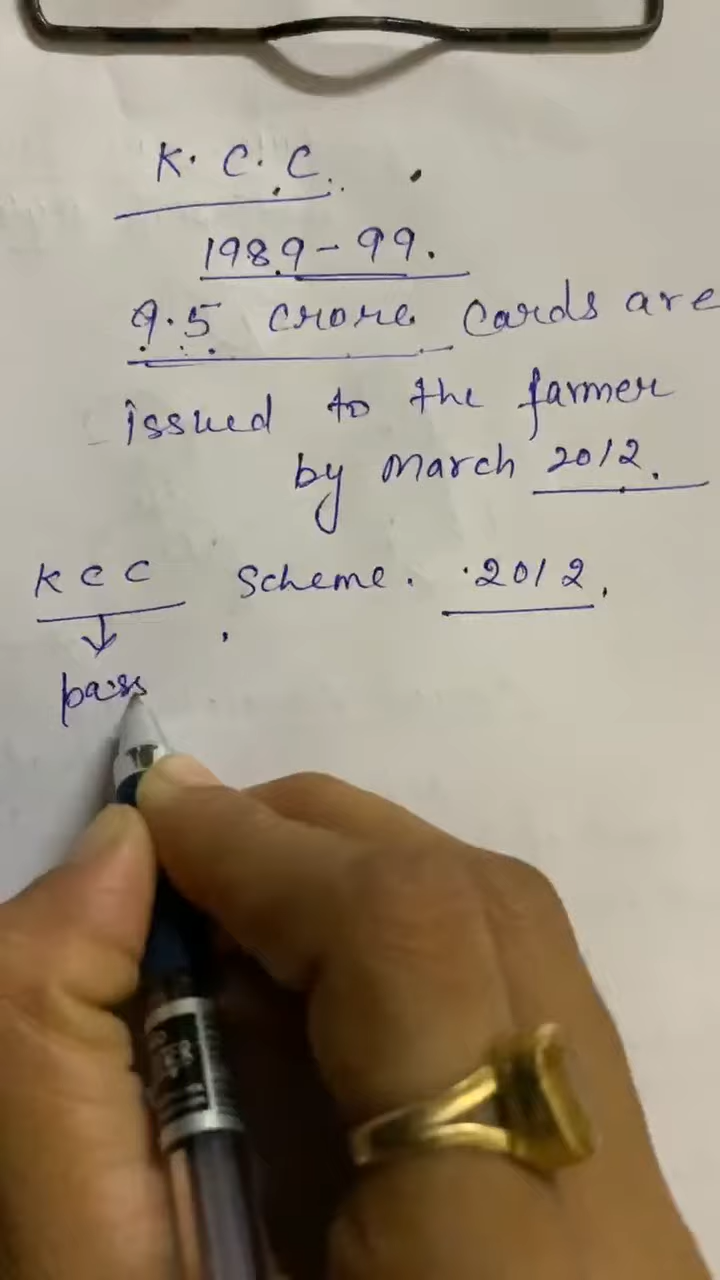 K. C. C.
1989-99.
9.5 crore cards are
issued to the farmer
by March 2012.
KCC Scheme. 2012.
pass